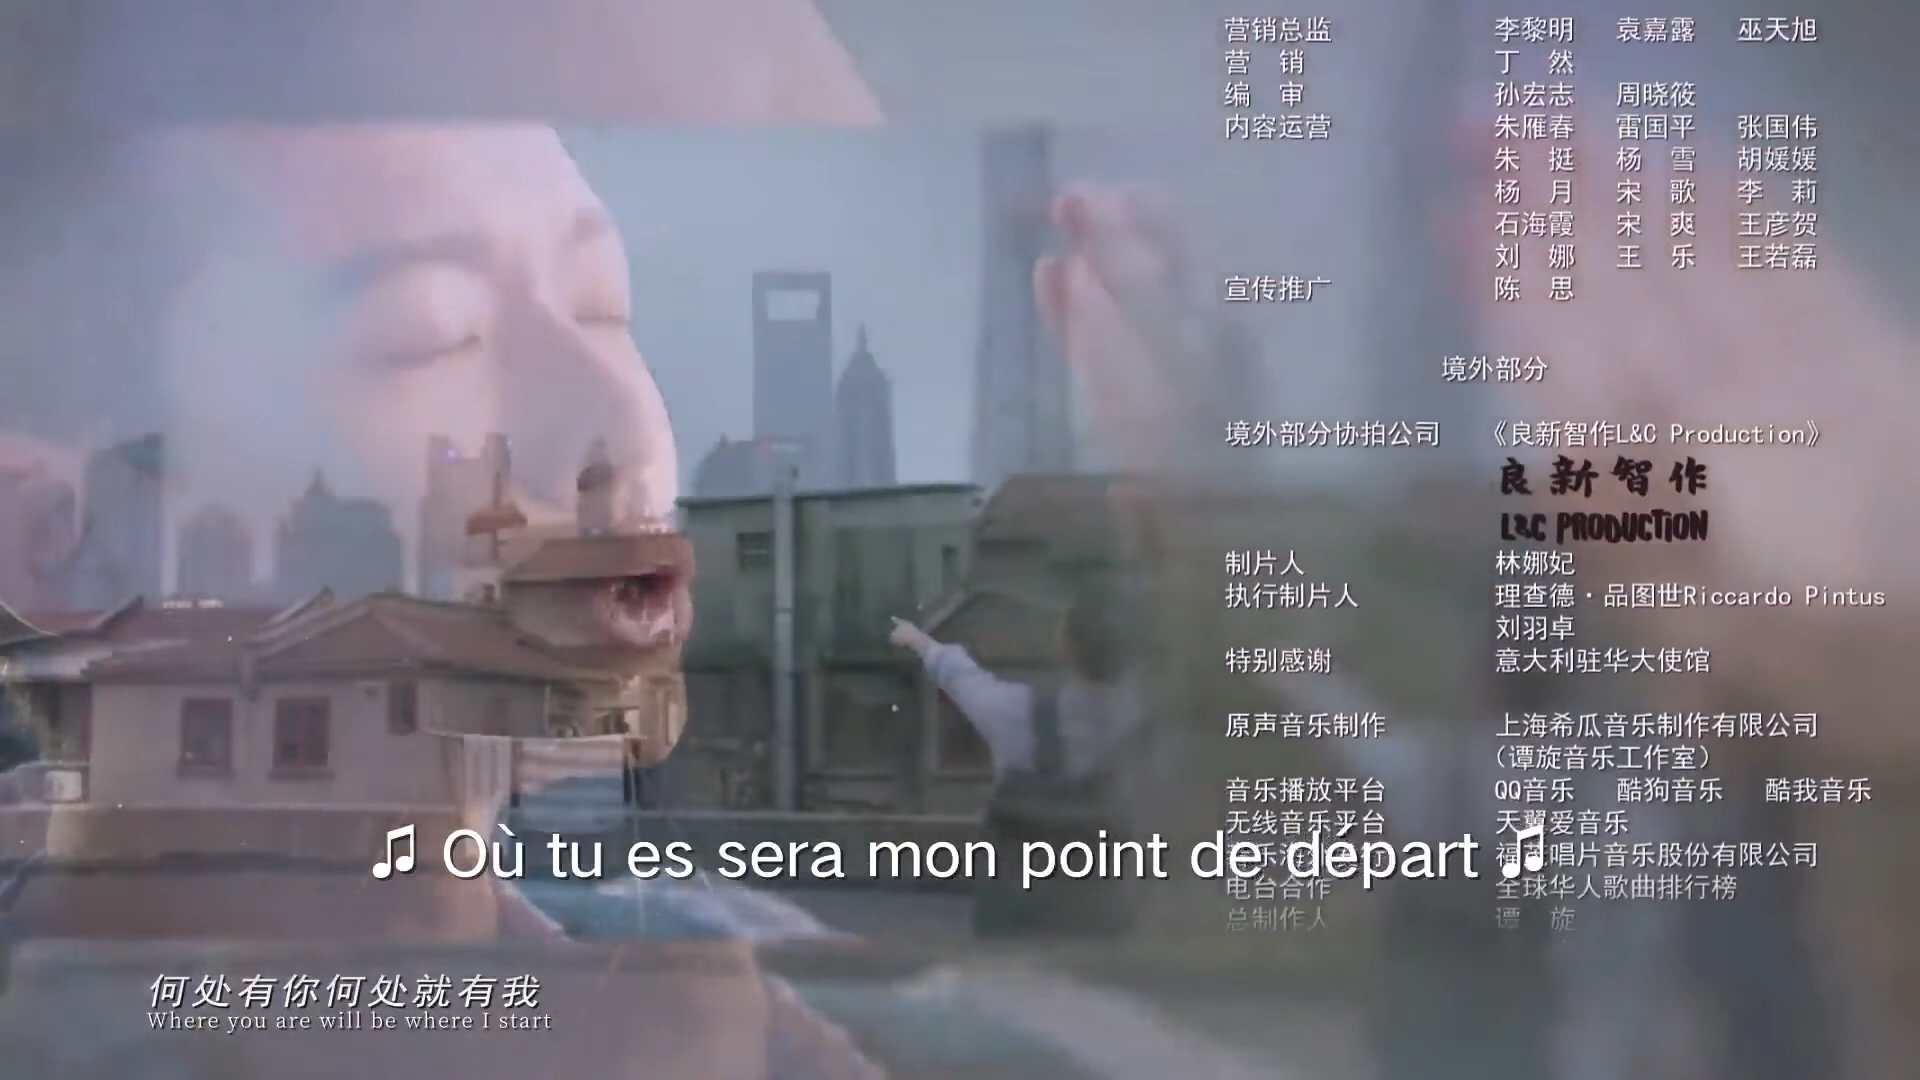 营销总监 李黎明 袁嘉露 巫天旭
营 销 丁 然
编 审 孙宏志 周晓筱
内容运营 朱雁春 雷国平 张国伟
朱 挺 杨 雪 胡媛媛
杨 月 宋 歌 李 莉
石海霞 宋 爽 王彦贺
刘 娜 王 乐 王若磊
宣传推广 陈 思
境外部分
境外部分协拍公司 《良新智作L&C Production》
良新智作
L&C PRODUCTION
制片人 林娜妃
执行制片人 理查德·品图世Riccardo Pintus
刘羽卓
特别感谢 意大利驻华大使馆
原声音乐制作 上海希瓜音乐制作有限公司
（谭旋音乐工作室）
音乐播放平台 QQ音乐 酷狗音乐 酷我音乐
无线音乐平台 天翼爱音乐
♫ Où tu es sera mon point de départ ♫
福茂唱片音乐股份有限公司
电台合作 全球华人歌曲排行榜
总制作人 谭 旋
何处有你何处就有我
Where you are will be where I start